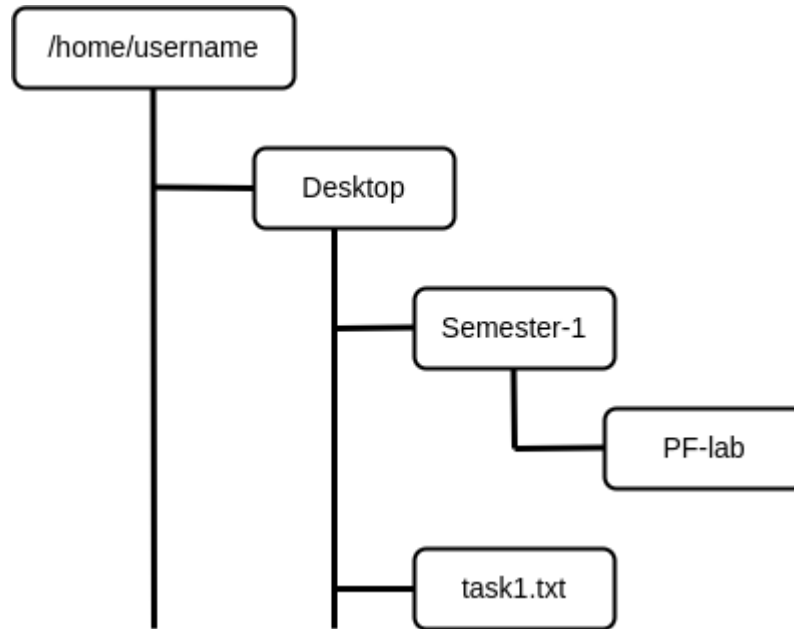 /home/username
Desktop
Semester-1
PF-lab
task1.txt